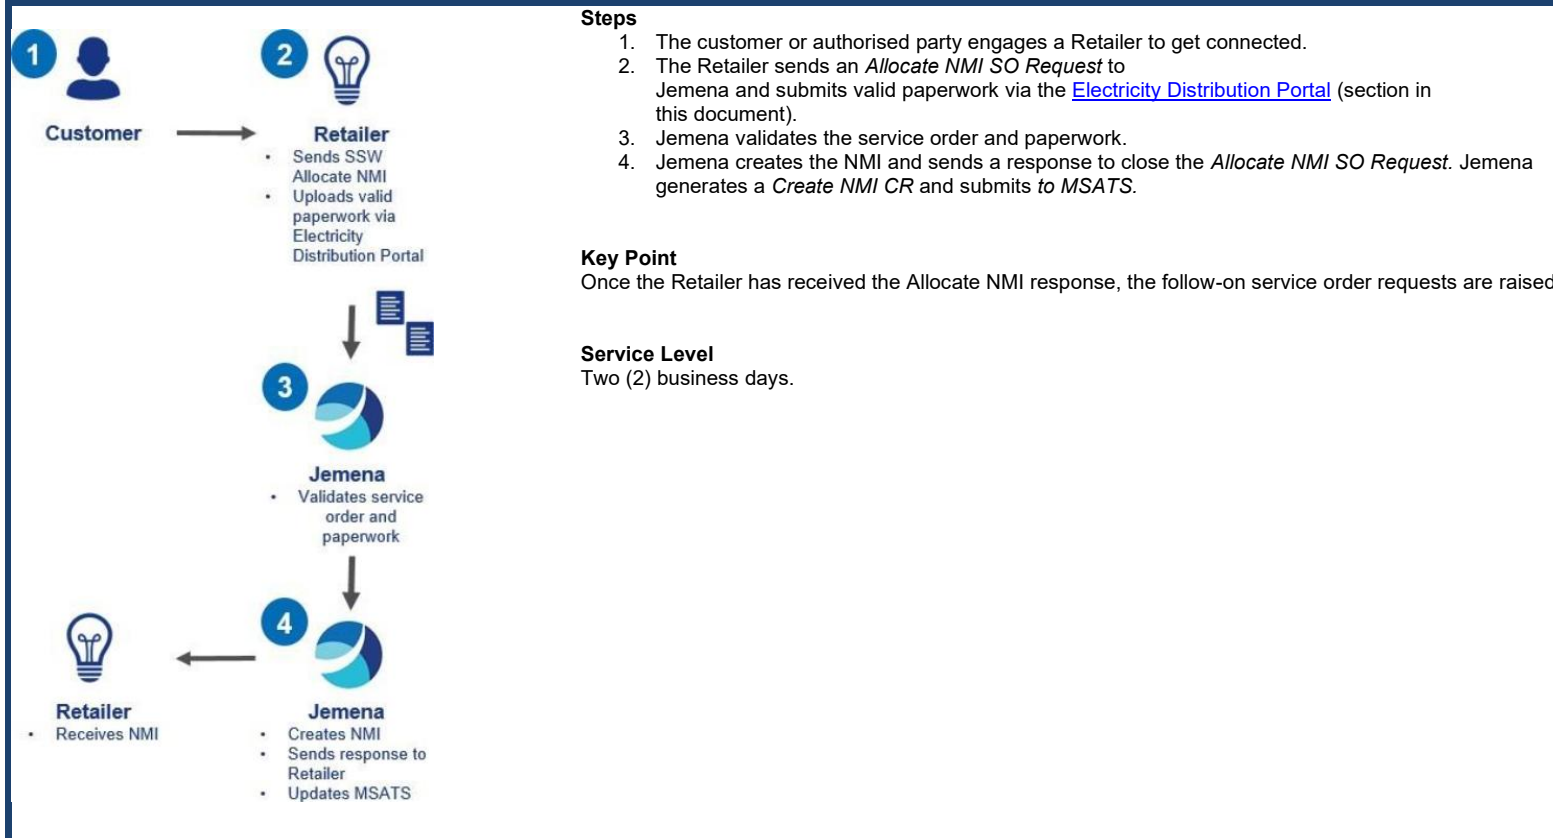 1
2
Customer
Retailer
• Sends SSW
Allocate NMI
• Uploads valid
paperwork via
Electricity
Distribution Portal
3
Jemena
• Validates service
order and
paperwork
4
Retailer
• Receives NMI
Jemena
• Creates NMI
• Sends response to
Retailer
• Updates MSATS
Steps
1. The customer or authorised party engages a Retailer to get connected.
2. The Retailer sends an Allocate NMI SO Request to
Jemena and submits valid paperwork via the Electricity Distribution Portal (section in
this document).
3. Jemena validates the service order and paperwork.
4. Jemena creates the NMI and sends a response to close the Allocate NMI SO Request. Jemena
generates a Create NMI CR and submits to MSATS.
Key Point
Once the Retailer has received the Allocate NMI response, the follow-on service order requests are raised
Service Level
Two (2) business days.